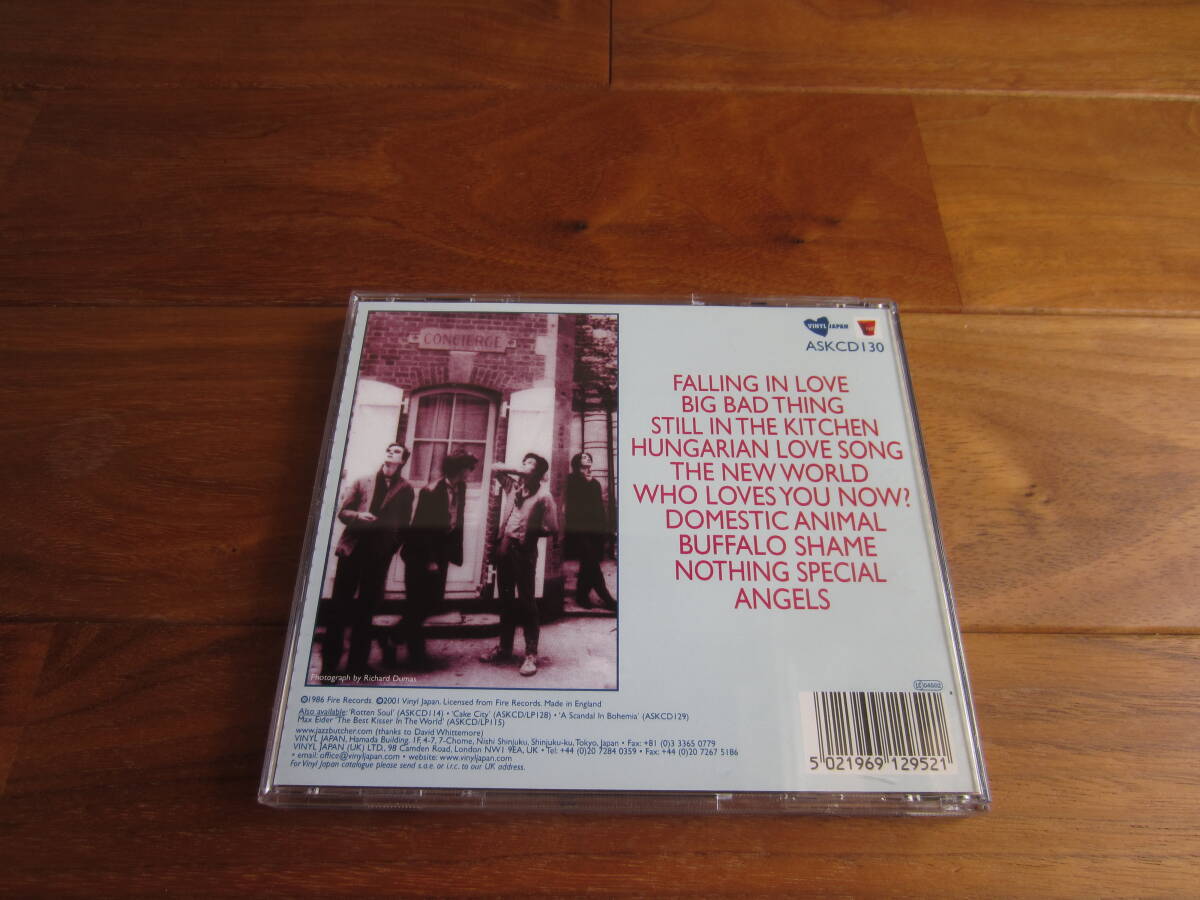 CONCIERGE
Photograph by Richard Dumas
VINYL JAPAN
ASKCD130
FALLING IN LOVE
BIG BAD THING
STILL IN THE KITCHEN
HUNGARIAN LOVE SONG
THE NEW WORLD
WHO LOVES YOU NOW?
DOMESTIC ANIMAL
BUFFALO SHAME
NOTHING SPECIAL
ANGELS
℗1986 Fire Records. ©2001 Vinyl Japan. Licensed from Fire Records. Made in England
Also available: 'Rotten Soul' (ASKCD114) • 'Cake City' (ASKCD/LP128) • 'A Scandal In Bohemia' (ASKCD129)
Max Eider 'The Best Kisser In The World' (ASKCD/LP115)
www.jazzbutcher.com (thanks to David Whittemore)
VINYL JAPAN, Hamada Building. 1F, 4-7, 7-Chome, Nishi Shinjuku, Shinjuku-ku, Tokyo, Japan • Fax: +81 (0)3 3365 0779
VINYL JAPAN (UK) LTD, 98 Camden Road, London NW1 9EA, UK • Tel: +44 (0)20 7284 0359 • Fax: +44 (0)20 7267 5186
• email: office@vinyljapan.com • website: www.vinyljapan.com
For Vinyl Japan catalogue please send s.a.e. or i.r.c. to our UK address.
5 021969 129521